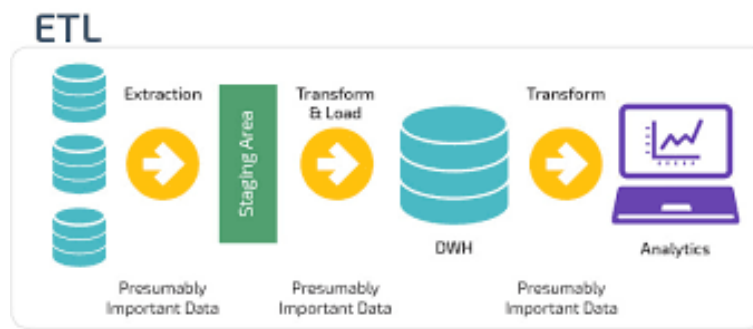 ETL
Extraction
Staging Area
Transform
& Load
DWH
Transform
Analytics
Presumably
Important Data
Presumably
Important Data
Presumably
Important Data